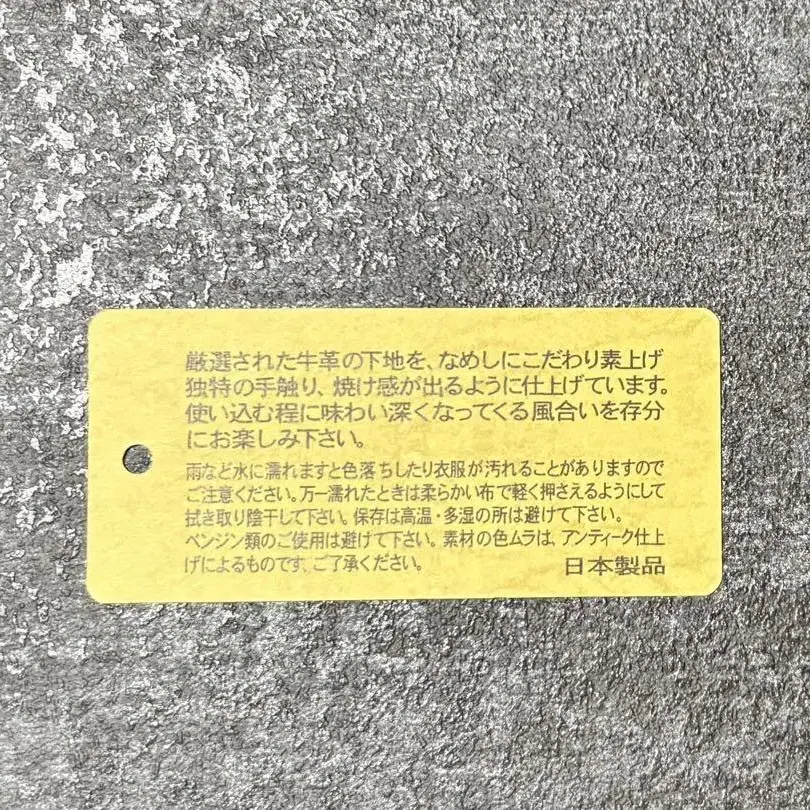 厳選された牛革の下地を、なめしにこだわり素上げ
独特の手触り、焼け感が出るように仕上げています。
使い込む程に味わい深くなってくる風合いを存分
にお楽しみ下さい。
雨など水に濡れますと色落ちしたり衣服が汚れることがありますので
ご注意ください。万一濡れたときは柔らかい布で軽く押さえるようにして
拭き取り陰干して下さい。保存は高温・多湿の所は避けて下さい。
ベンジン類のご使用は避けて下さい。素材の色ムラは、アンティーク仕上
げによるものです。ご了承ください。
日本製品